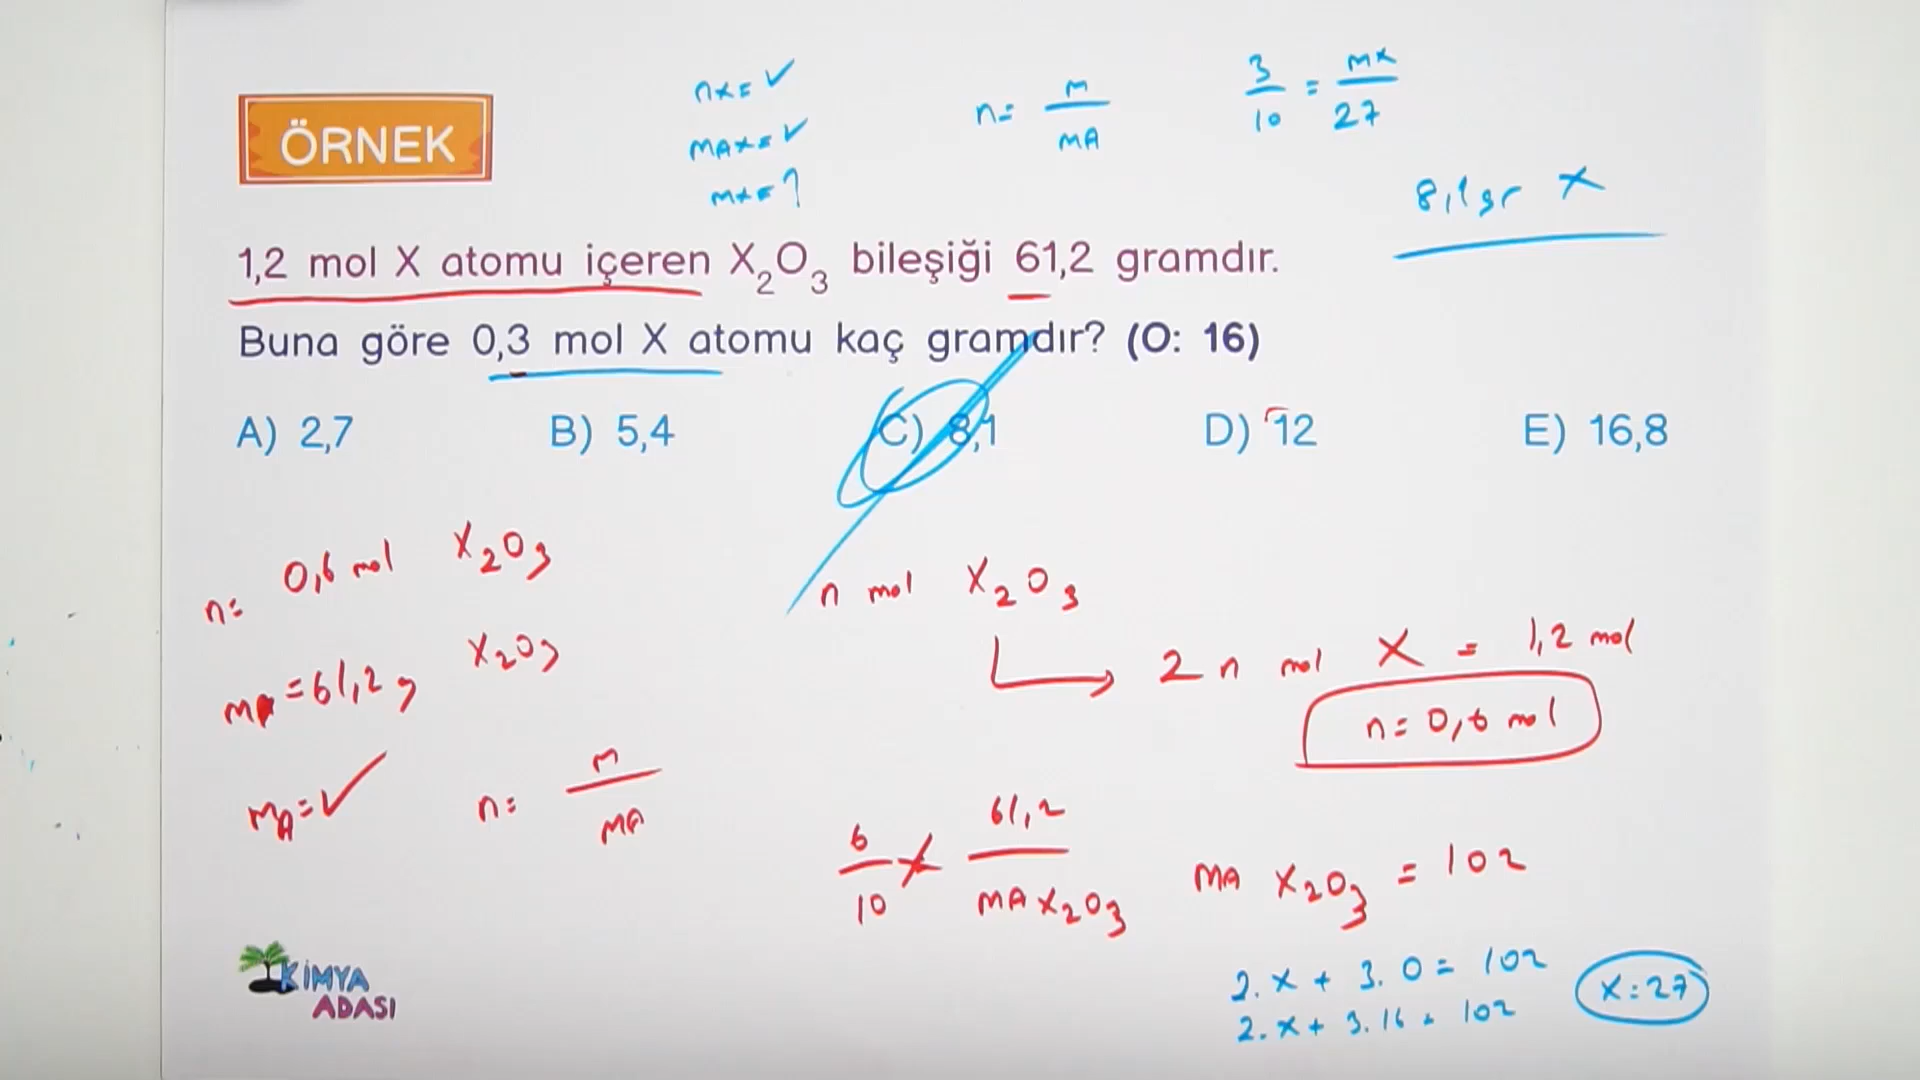 ÖRNEK
nx= ✓
MAx= ✓
mx= ?
n= m/MA
3/10 = mx/27
8,1 gr X
1,2 mol X atomu içeren X₂O₃ bileşiği 61,2 gramdır.
Buna göre 0,3 mol X atomu kaç gramdır? (O: 16)
A) 2,7 B) 5,4 C) 8,1 D) 12 E) 16,8
n= 0,6 mol X₂O₃
m=61,2 g X₂O₃
MA=✓
n= m/MA
n mol X₂O₃
→ 2n mol X = 1,2 mol
n= 0,6 mol
6/10 = 61,2/MA X₂O₃
MA X₂O₃ = 102
2.x + 3.O = 102
2.x + 3.16 = 102
x=27
KİMYA
ADASI